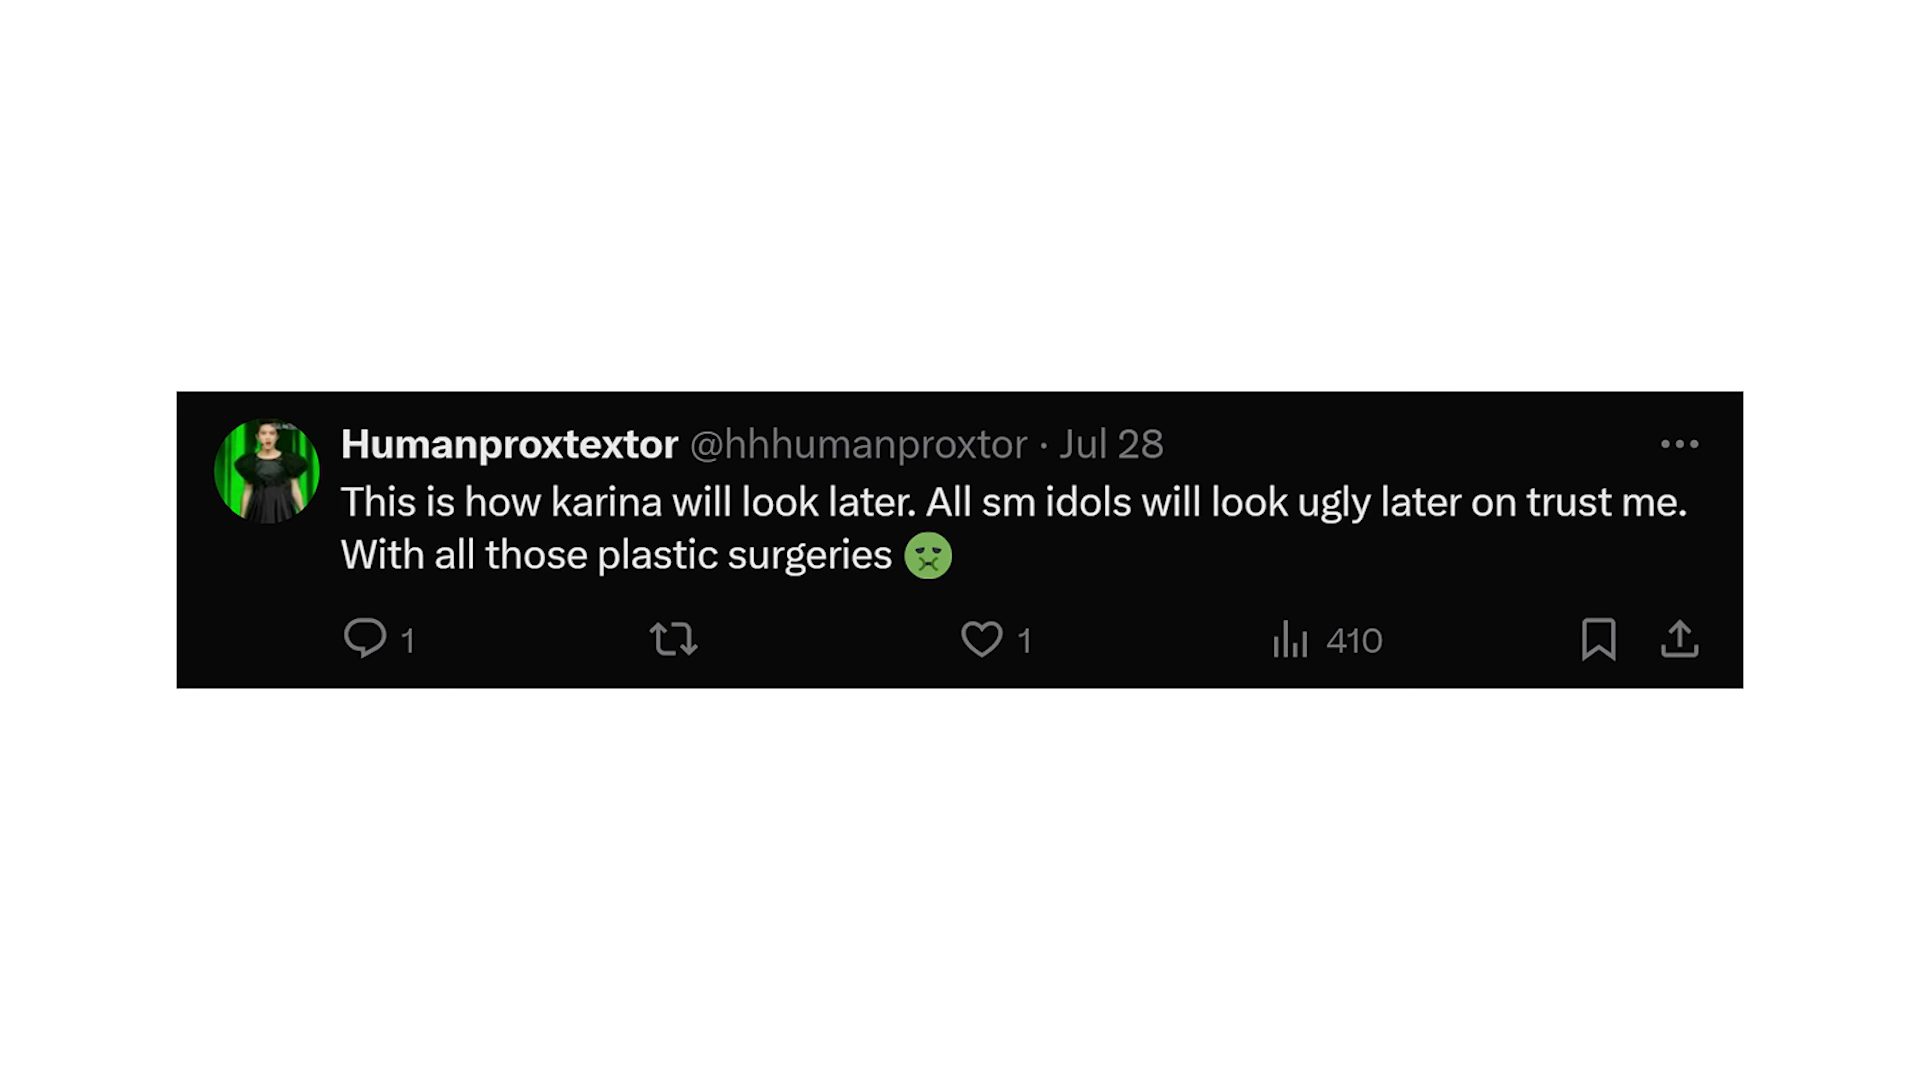 Humanproxtextor @hhhumanproxtor · Jul 28
This is how karina will look later. All sm idols will look ugly later on trust me.
With all those plastic surgeries 🤢
1 1 410